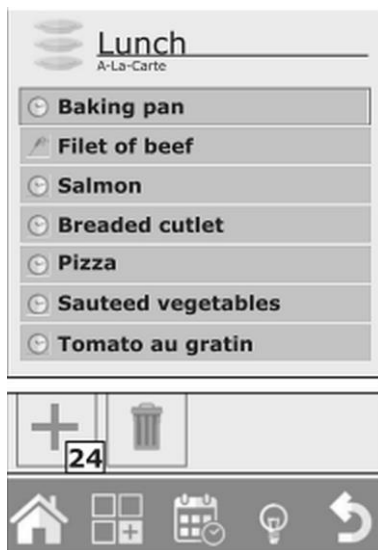 Lunch
A-La-Carte
Baking pan
Filet of beef
Salmon
Breaded cutlet
Pizza
Sauteed vegetables
Tomato au gratin
24